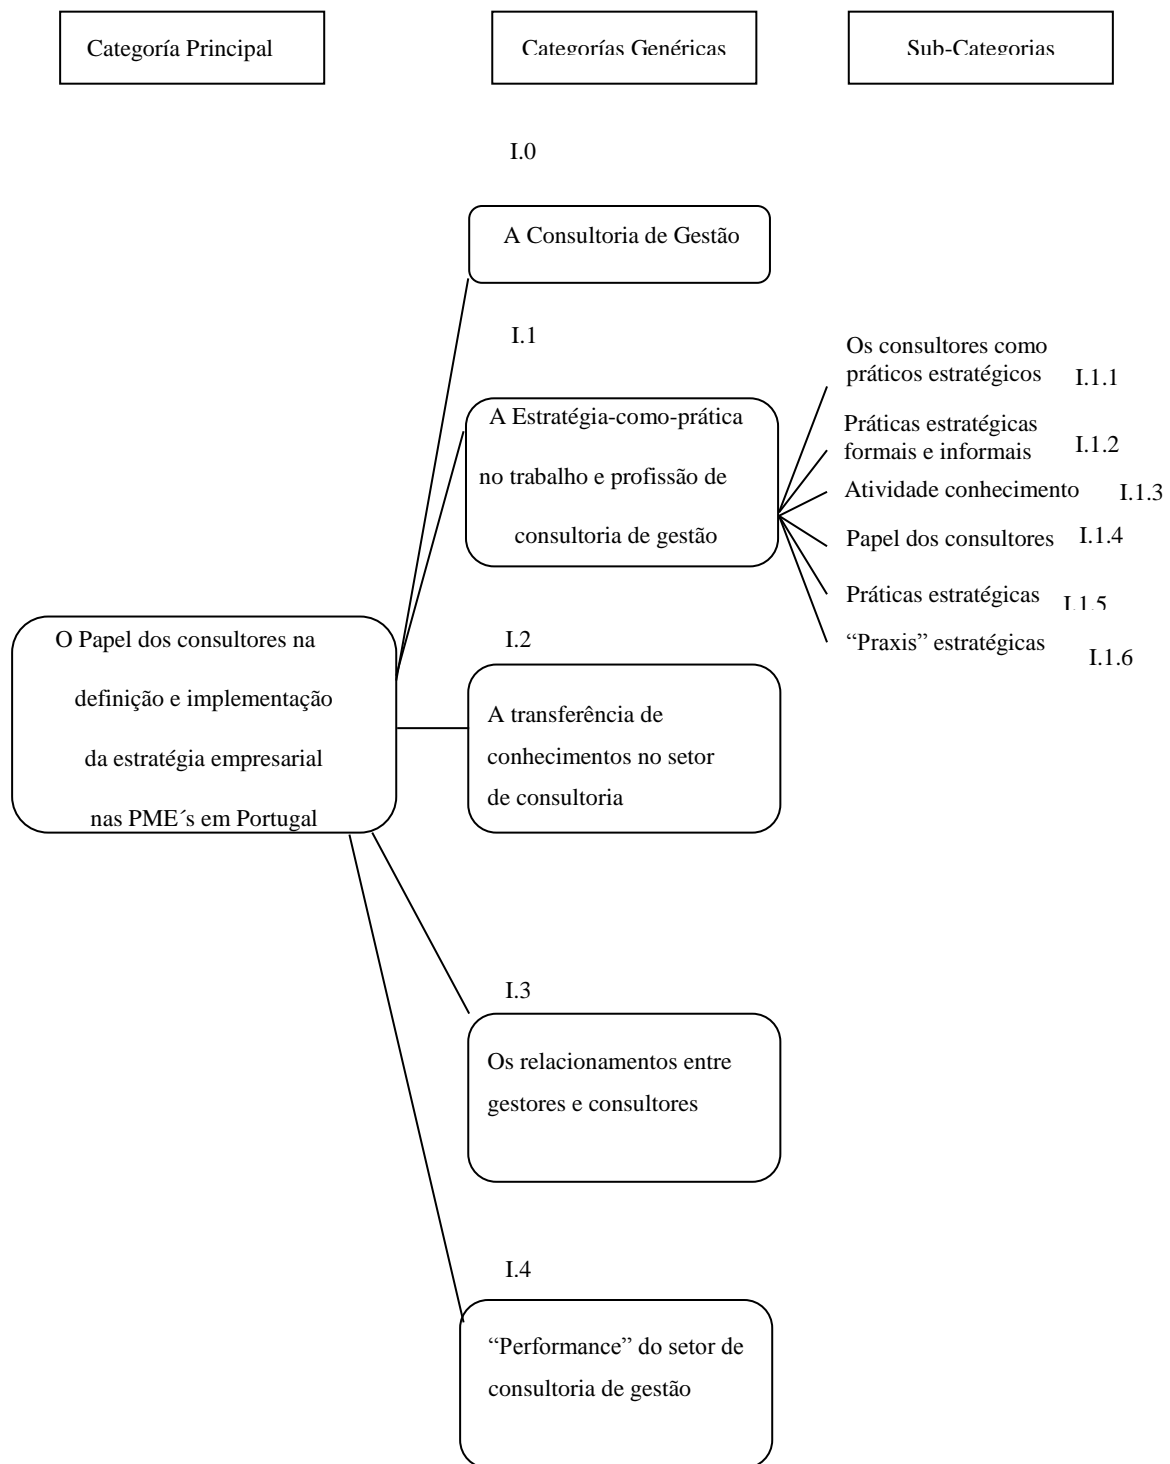 Categoría Principal
Categorías Genéricas
Sub-Categorias
I.0
A Consultoria de Gestão
I.1
A Estratégia-como-prática
no trabalho e profissão de
consultoria de gestão
Os consultores como
práticos estratégicos
I.1.1
Práticas estratégicas
formais e informais
I.1.2
Atividade conhecimento
I.1.3
Papel dos consultores
I.1.4
Práticas estratégicas
I.1.5
“Praxis” estratégicas
I.1.6
O Papel dos consultores na
definição e implementação
da estratégia empresarial
nas PME´s em Portugal
I.2
A transferência de
conhecimentos no setor
de consultoria
I.3
Os relacionamentos entre
gestores e consultores
I.4
“Performance” do setor de
consultoria de gestão